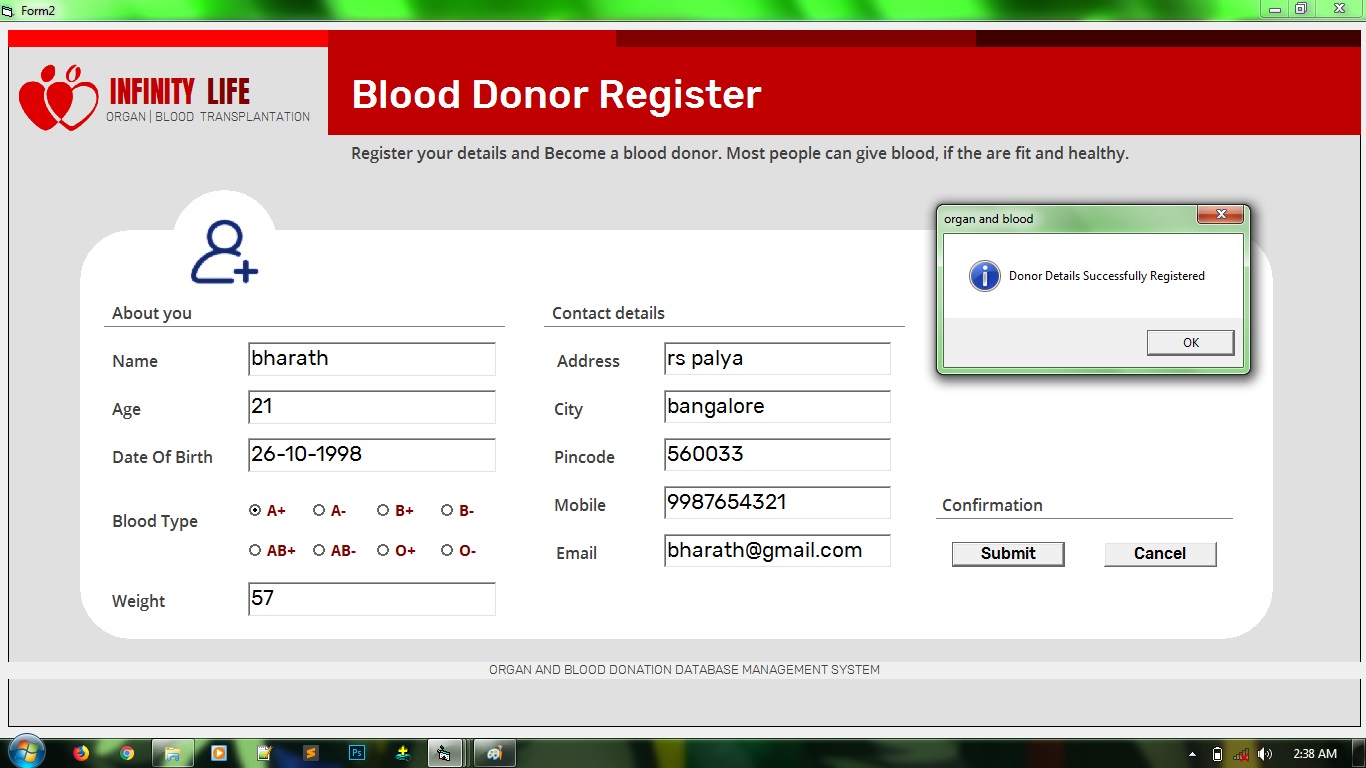 Form2
INFINITY LIFE
ORGAN | BLOOD TRANSPLANTATION
Blood Donor Register
Register your details and Become a blood donor. Most people can give blood, if the are fit and healthy.
organ and blood
Donor Details Successfully Registered
OK
About you
Name bharath
Age 21
Date Of Birth 26-10-1998
Blood Type
A+ A- B+ B-
AB+ AB- O+ O-
Weight 57
Contact details
Address rs palya
City bangalore
Pincode 560033
Mobile 9987654321
Email bharath@gmail.com
Confirmation
Submit Cancel
ORGAN AND BLOOD DONATION DATABASE MANAGEMENT SYSTEM
Ps
2:38 AM